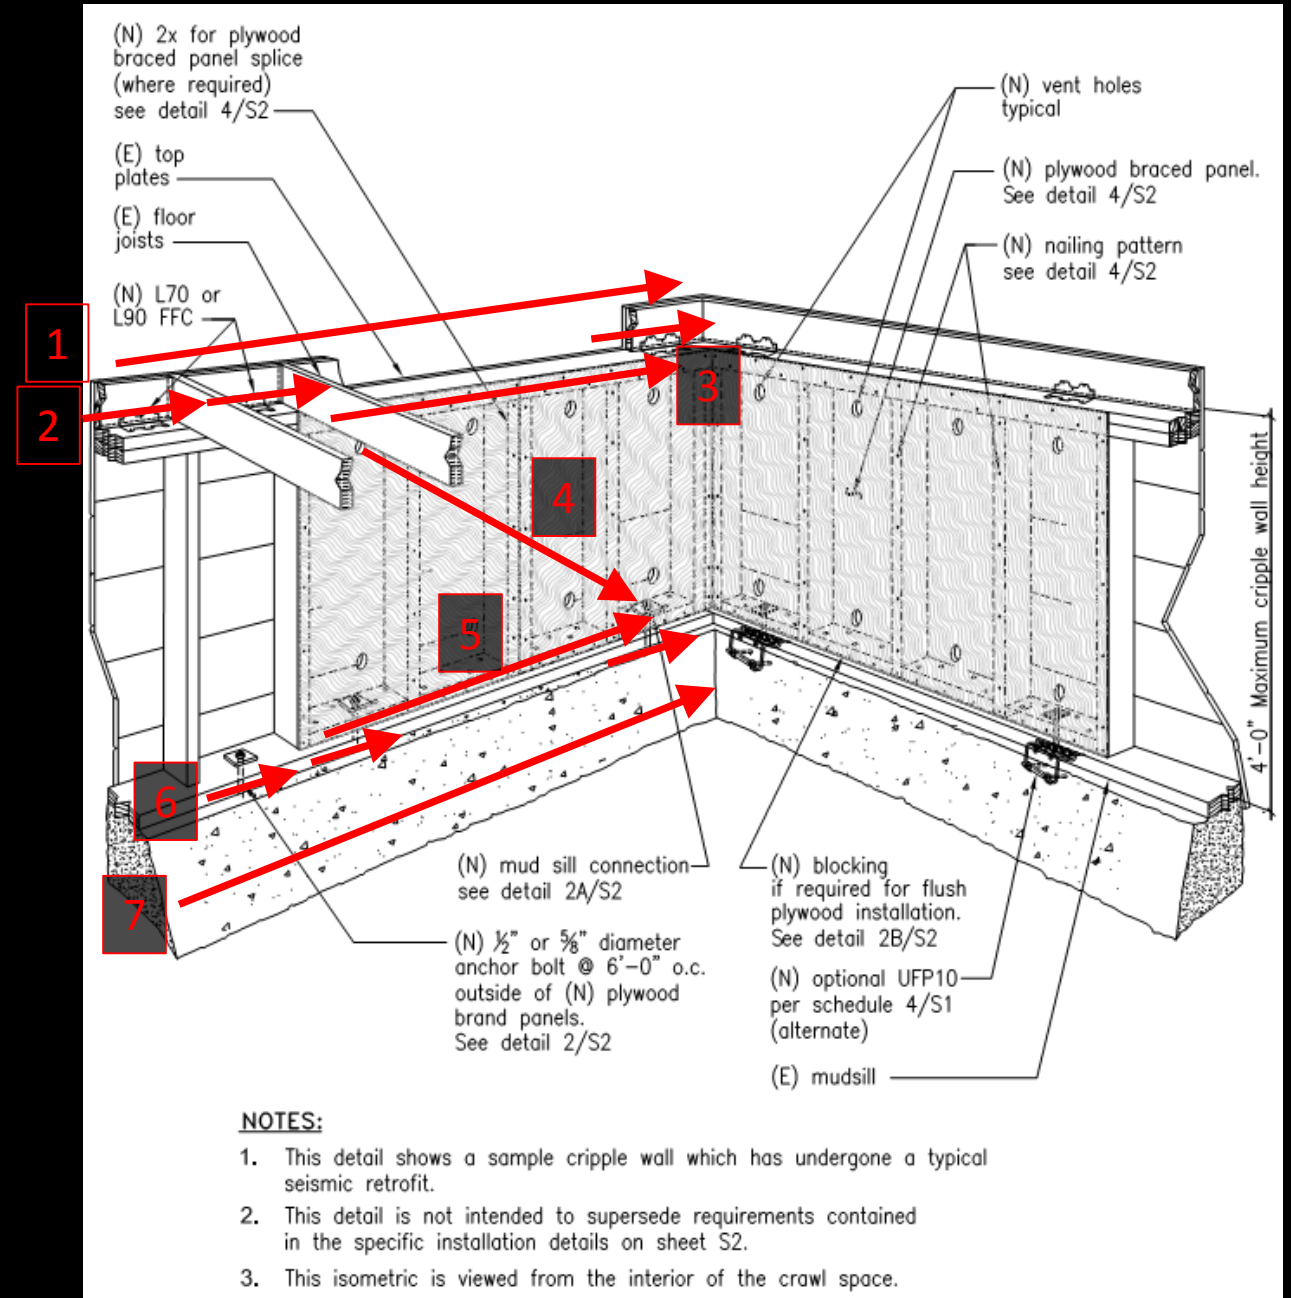 (N) 2x for plywood
braced panel splice
(where required)
see detail 4/S2
(E) top
plates
(E) floor
joists
(N) L70 or
L90 FFC
(N) vent holes
typical
(N) plywood braced panel.
See detail 4/S2
(N) nailing pattern
see detail 4/S2
1
2
3
4
5
6
7
4'-0" Maximum cripple wall height
(N) mud sill connection
see detail 2A/S2
(N) ½" or ⅝" diameter
anchor bolt @ 6'-0" o.c.
outside of (N) plywood
brand panels.
See detail 2/S2
(N) blocking
if required for flush
plywood installation.
See detail 2B/S2
(N) optional UFP10
per schedule 4/S1
(alternate)
(E) mudsill
NOTES:
1. This detail shows a sample cripple wall which has undergone a typical
seismic retrofit.
2. This detail is not intended to supersede requirements contained
in the specific installation details on sheet S2.
3. This isometric is viewed from the interior of the crawl space.